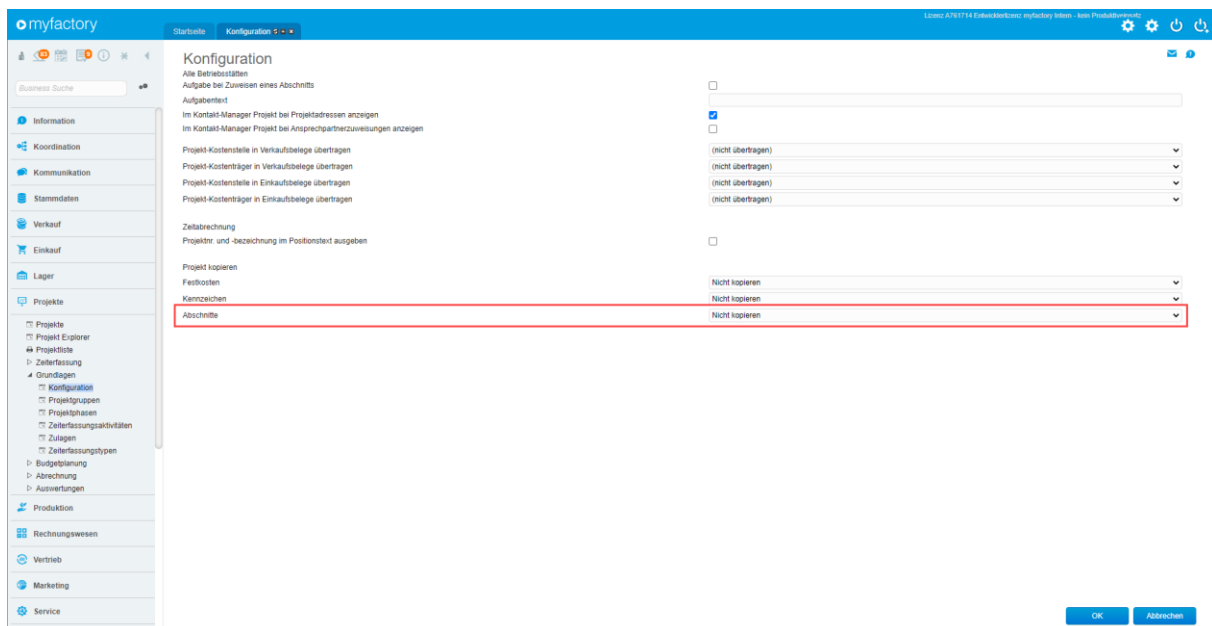 myfactory
Startseite
Konfiguration
Lizenz A761714 Entwicklerlizenz myfactory Intern - kein Produktiveinsatz
Business Suche
Information
Koordination
Kommunikation
Stammdaten
Verkauf
Einkauf
Lager
Projekte
Projekte
Projekt Explorer
Projektliste
Zeiterfassung
Grundlagen
Konfiguration
Projektgruppen
Projektphasen
Zeiterfassungsaktivitäten
Zulagen
Zeiterfassungstypen
Budgetplanung
Abrechnung
Auswertungen
Produktion
Rechnungswesen
Vertrieb
Marketing
Service
Konfiguration
Alle Betriebsstätten
Aufgabe bei Zuweisen eines Abschnitts
Aufgabentext
Im Kontakt-Manager Projekt bei Projektadressen anzeigen
Im Kontakt-Manager Projekt bei Ansprechpartnerzuweisungen anzeigen
Projekt-Kostenstelle in Verkaufsbelege übertragen (nicht übertragen)
Projekt-Kostenträger in Verkaufsbelege übertragen (nicht übertragen)
Projekt-Kostenstelle in Einkaufsbelege übertragen (nicht übertragen)
Projekt-Kostenträger in Einkaufsbelege übertragen (nicht übertragen)
Zeitabrechnung
Projektnr. und -bezeichnung im Positionstext ausgeben
Projekt kopieren
Festkosten Nicht kopieren
Kennzeichen Nicht kopieren
Abschnitte Nicht kopieren
OK Abbrechen